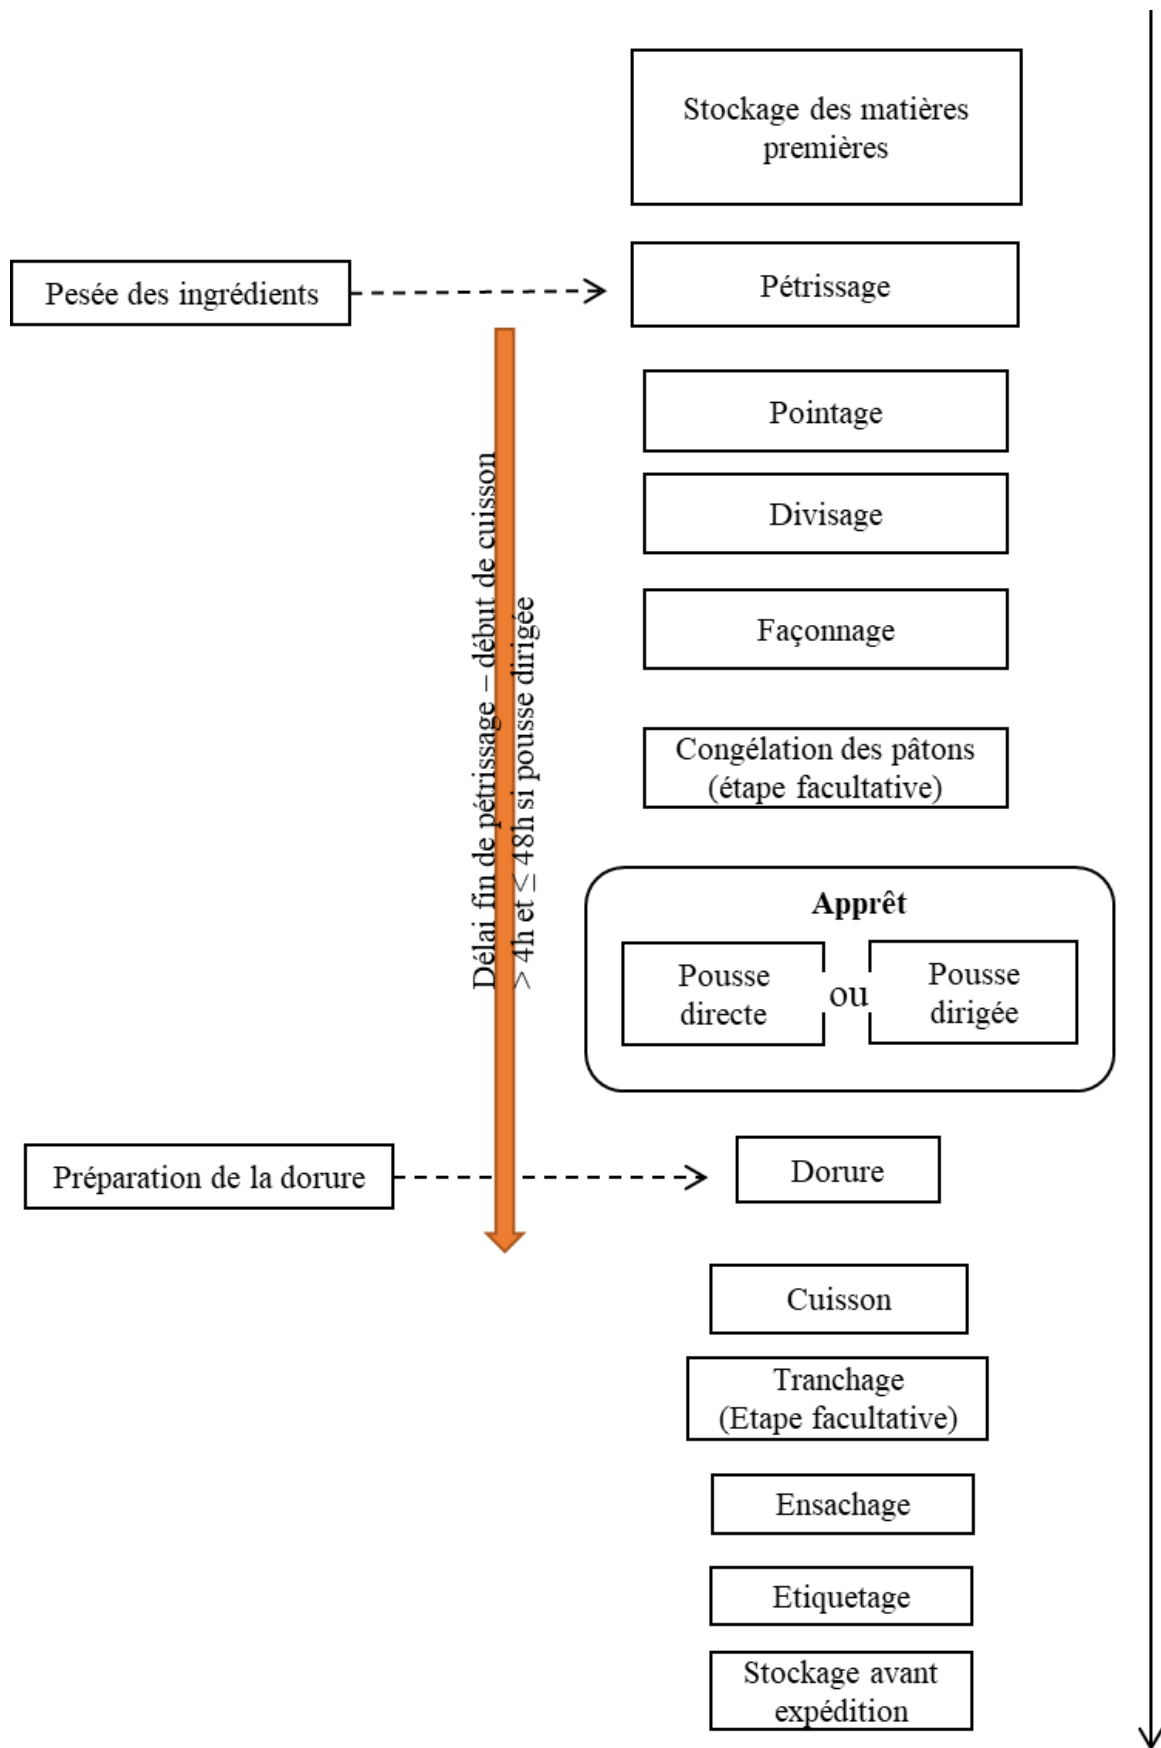 Stockage des matières
premières
Pesée des ingrédients
Pétrissage
Pointage
Divisage
Façonnage
Congélation des pâtons
(étape facultative)
Délai fin de pétrissage – début de cuisson
> 4h et ≤ 48h si pousse dirigée
Apprêt
Pousse
directe
ou
Pousse
dirigée
Préparation de la dorure
Dorure
Cuisson
Tranchage
(Etape facultative)
Ensachage
Etiquetage
Stockage avant
expédition